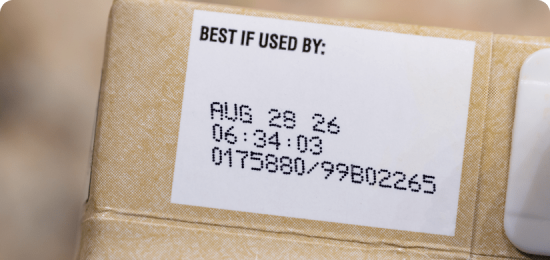 BEST IF USED BY:
AUG 28 26
06:34:03
0175880/99B02265